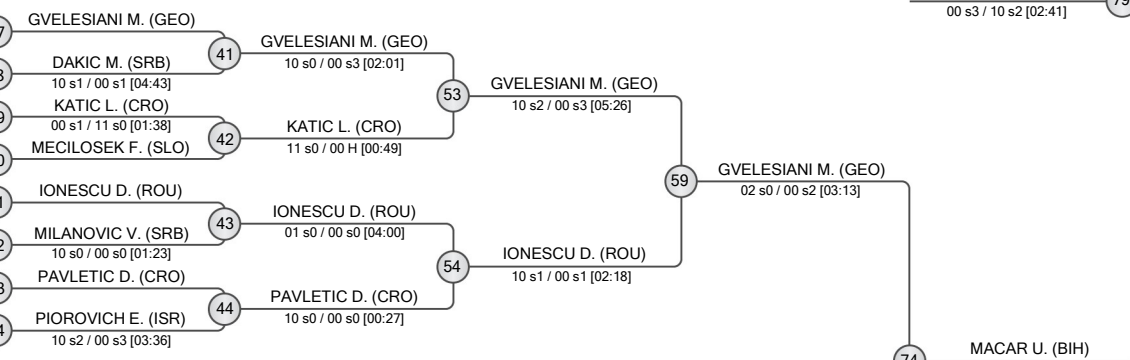 00 s3 / 10 s2 [02:41]
GVELESIANI M. (GEO)
DAKIC M. (SRB)
10 s1 / 00 s1 [04:43]
41
GVELESIANI M. (GEO)
10 s0 / 00 s3 [02:01]
KATIC L. (CRO)
00 s1 / 11 s0 [01:38]
MECILOSEK F. (SLO)
42
KATIC L. (CRO)
11 s0 / 00 H [00:49]
53
GVELESIANI M. (GEO)
10 s2 / 00 s3 [05:26]
IONESCU D. (ROU)
MILANOVIC V. (SRB)
10 s0 / 00 s0 [01:23]
43
IONESCU D. (ROU)
01 s0 / 00 s0 [04:00]
PAVLETIC D. (CRO)
PIOROVICH E. (ISR)
10 s2 / 00 s3 [03:36]
44
PAVLETIC D. (CRO)
10 s0 / 00 s0 [00:27]
54
IONESCU D. (ROU)
10 s1 / 00 s1 [02:18]
59
GVELESIANI M. (GEO)
02 s0 / 00 s2 [03:13]
MACAR U. (BIH)